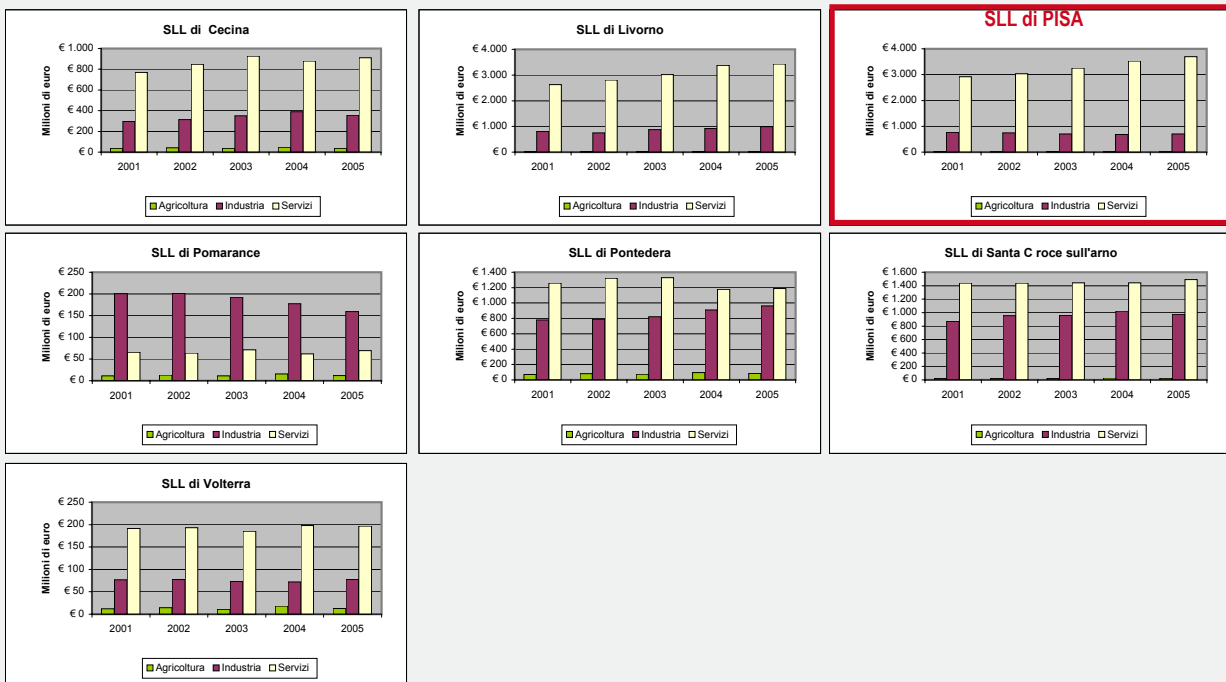 SLL di  Cecina
€ 1.000
€ 800
€ 600
€ 400
€ 200
€ 0
Milioni di euro
2001 2002 2003 2004 2005
Agricoltura Industria Servizi
SLL di Livorno
€ 4.000
€ 3.000
€ 2.000
€ 1.000
€ 0
Milioni di euro
2001 2002 2003 2004 2005
Agricoltura Industria Servizi
SLL di PISA
€ 4.000
€ 3.000
€ 2.000
€ 1.000
€ 0
Milioni di euro
2001 2002 2003 2004 2005
Agricoltura Industria Servizi
SLL di Pomarance
€ 250
€ 200
€ 150
€ 100
€ 50
€ 0
Milioni di euro
2001 2002 2003 2004 2005
Agricoltura Industria Servizi
SLL di Pontedera
€ 1.400
€ 1.200
€ 1.000
€ 800
€ 600
€ 400
€ 200
€ 0
Milioni di euro
2001 2002 2003 2004 2005
Agricoltura Industria Servizi
SLL di Santa C roce sull'arno
€ 1.600
€ 1.400
€ 1.200
€ 1.000
€ 800
€ 600
€ 400
€ 200
€ 0
Milioni di euro
2001 2002 2003 2004 2005
Agricoltura Industria Servizi
SLL di Volterra
€ 250
€ 200
€ 150
€ 100
€ 50
€ 0
Milioni di euro
2001 2002 2003 2004 2005
Agricoltura Industria Servizi